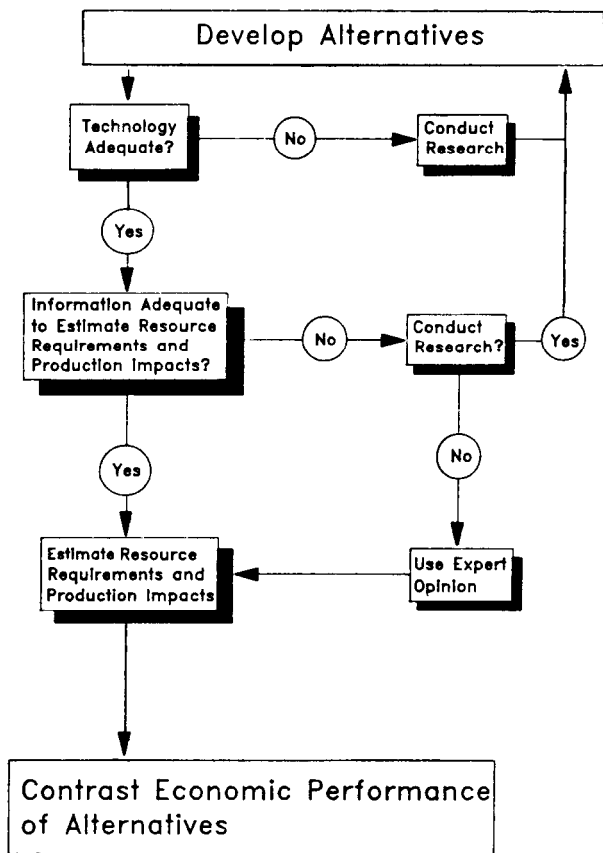 Develop Alternatives
Technology
Adequate?
No
Conduct
Research
Yes
Information Adequate
to Estimate Resource
Requirements and
Production Impacts?
No
Conduct
Research?
Yes
Yes
No
Estimate Resource
Requirements and
Production Impacts
Use Expert
Opinion
Contrast Economic Performance
of Alternatives